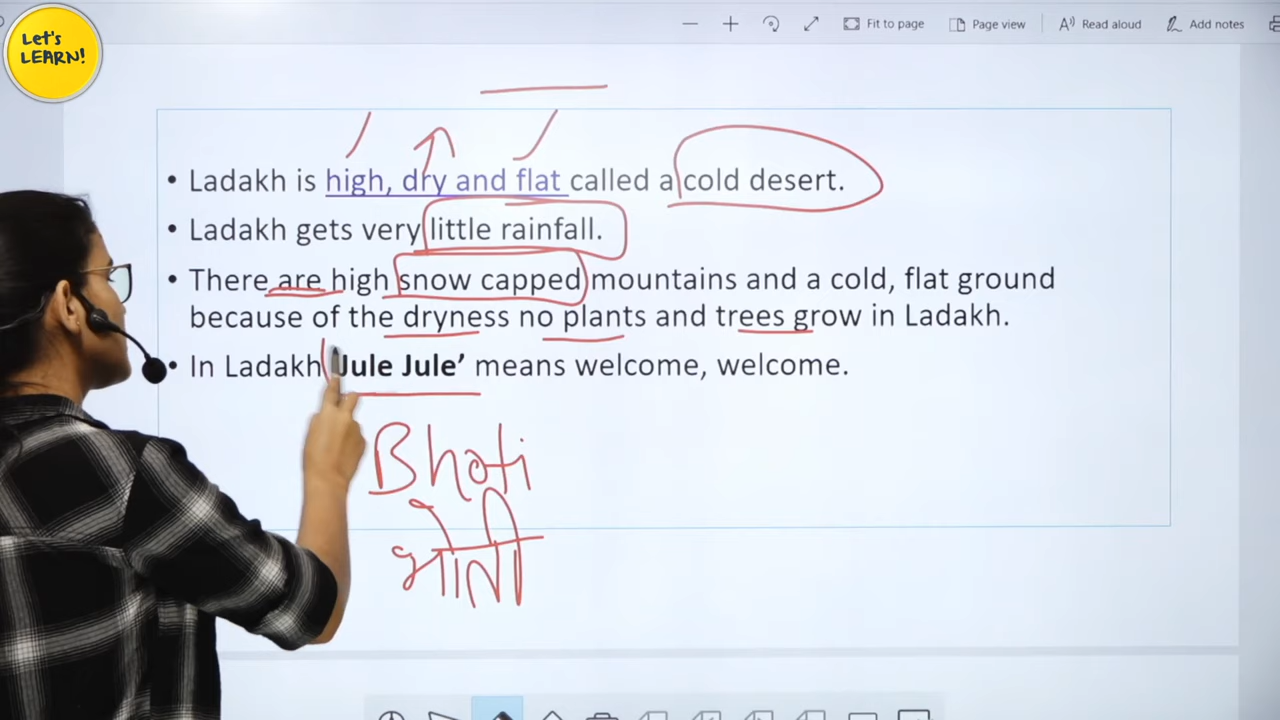 Let's
LEARN!
Fit to page
Page view
Read aloud
Add notes
• Ladakh is high, dry and flat called a cold desert.
• Ladakh gets very little rainfall.
• There are high snow capped mountains and a cold, flat ground
because of the dryness no plants and trees grow in Ladakh.
• In Ladakh 'Jule Jule’ means welcome, welcome.
Bhoti
भोती